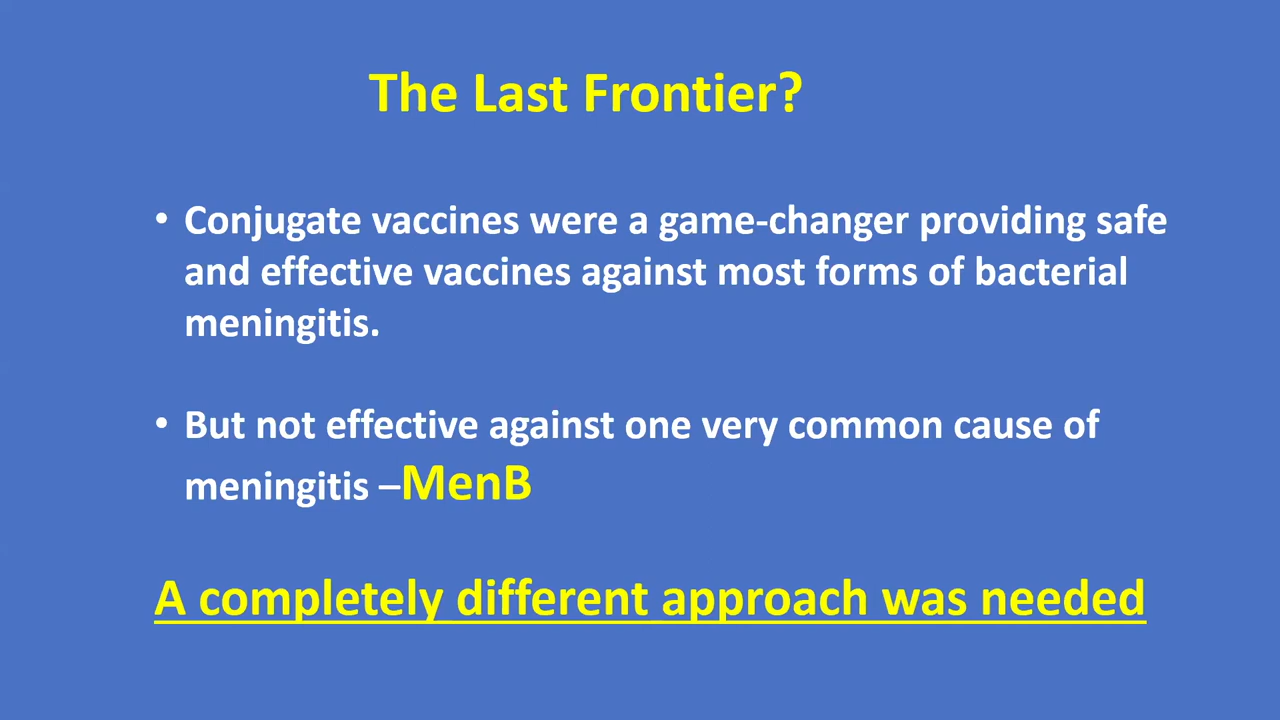 The Last Frontier?
• Conjugate vaccines were a game-changer providing safe
and effective vaccines against most forms of bacterial
meningitis.
• But not effective against one very common cause of
meningitis –MenB
A completely different approach was needed